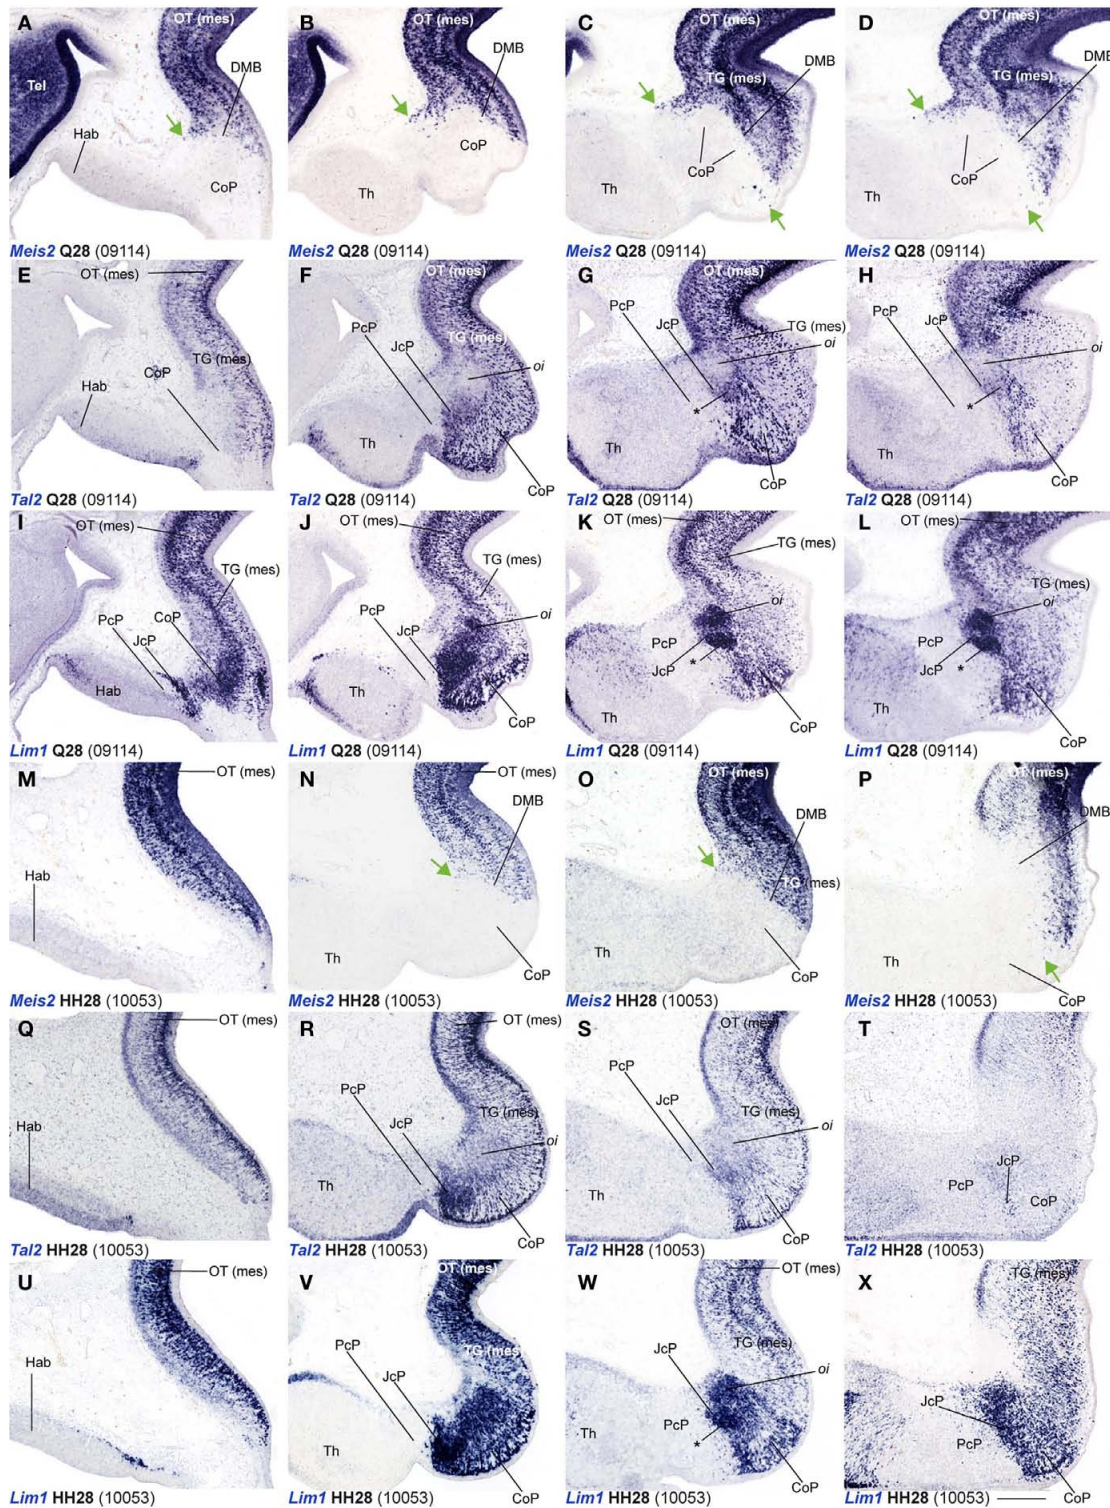 A
OT (mes)
DMB
Tel
Hab
CoP
Meis2 Q28 (09114)
B
OT (mes)
DMB
CoP
Th
Meis2 Q28 (09114)
C
OT (mes)
DMB
TG (mes)
CoP
Th
Meis2 Q28 (09114)
D
OT (mes)
DMB
TG (mes)
CoP
Th
Meis2 Q28 (09114)
E
OT (mes)
TG (mes)
CoP
Hab
Tal2 Q28 (09114)
F
OT (mes)
PcP
JcP
TG (mes)
oi
Th
CoP
Tal2 Q28 (09114)
G
OT (mes)
PcP
JcP
TG (mes)
oi
*
Th
CoP
Tal2 Q28 (09114)
H
OT (mes)
PcP
JcP
oi
*
Th
CoP
Tal2 Q28 (09114)
I
OT (mes)
TG (mes)
CoP
PcP
JcP
Hab
Lim1 Q28 (09114)
J
OT (mes)
TG (mes)
PcP
oi
JcP
Th
CoP
Lim1 Q28 (09114)
K
OT (mes)
TG (mes)
oi
PcP
JcP
*
Th
CoP
Lim1 Q28 (09114)
L
OT (mes)
TG (mes)
oi
PcP
JcP
*
Th
CoP
Lim1 Q28 (09114)
M
OT (mes)
Hab
Meis2 HH28 (10053)
N
OT (mes)
DMB
CoP
Th
Meis2 HH28 (10053)
O
OT (mes)
DMB
TG (mes)
Th
CoP
Meis2 HH28 (10053)
P
OT (mes)
DMB
Th
CoP
Meis2 HH28 (10053)
Q
OT (mes)
Hab
Tal2 HH28 (10053)
R
OT (mes)
PcP
JcP
TG (mes)
oi
Th
CoP
Tal2 HH28 (10053)
S
OT (mes)
PcP
JcP
TG (mes)
oi
Th
CoP
Tal2 HH28 (10053)
T
JcP
PcP
CoP
Tal2 HH28 (10053)
U
OT (mes)
Hab
Lim1 HH28 (10053)
V
OT (mes)
PcP
TG (mes)
JcP
Th
CoP
Lim1 HH28 (10053)
W
OT (mes)
TG (mes)
JcP
oi
PcP
*
Th
CoP
Lim1 HH28 (10053)
X
TG (mes)
JcP
PcP
Lim1 HH28 (10053)
CoP